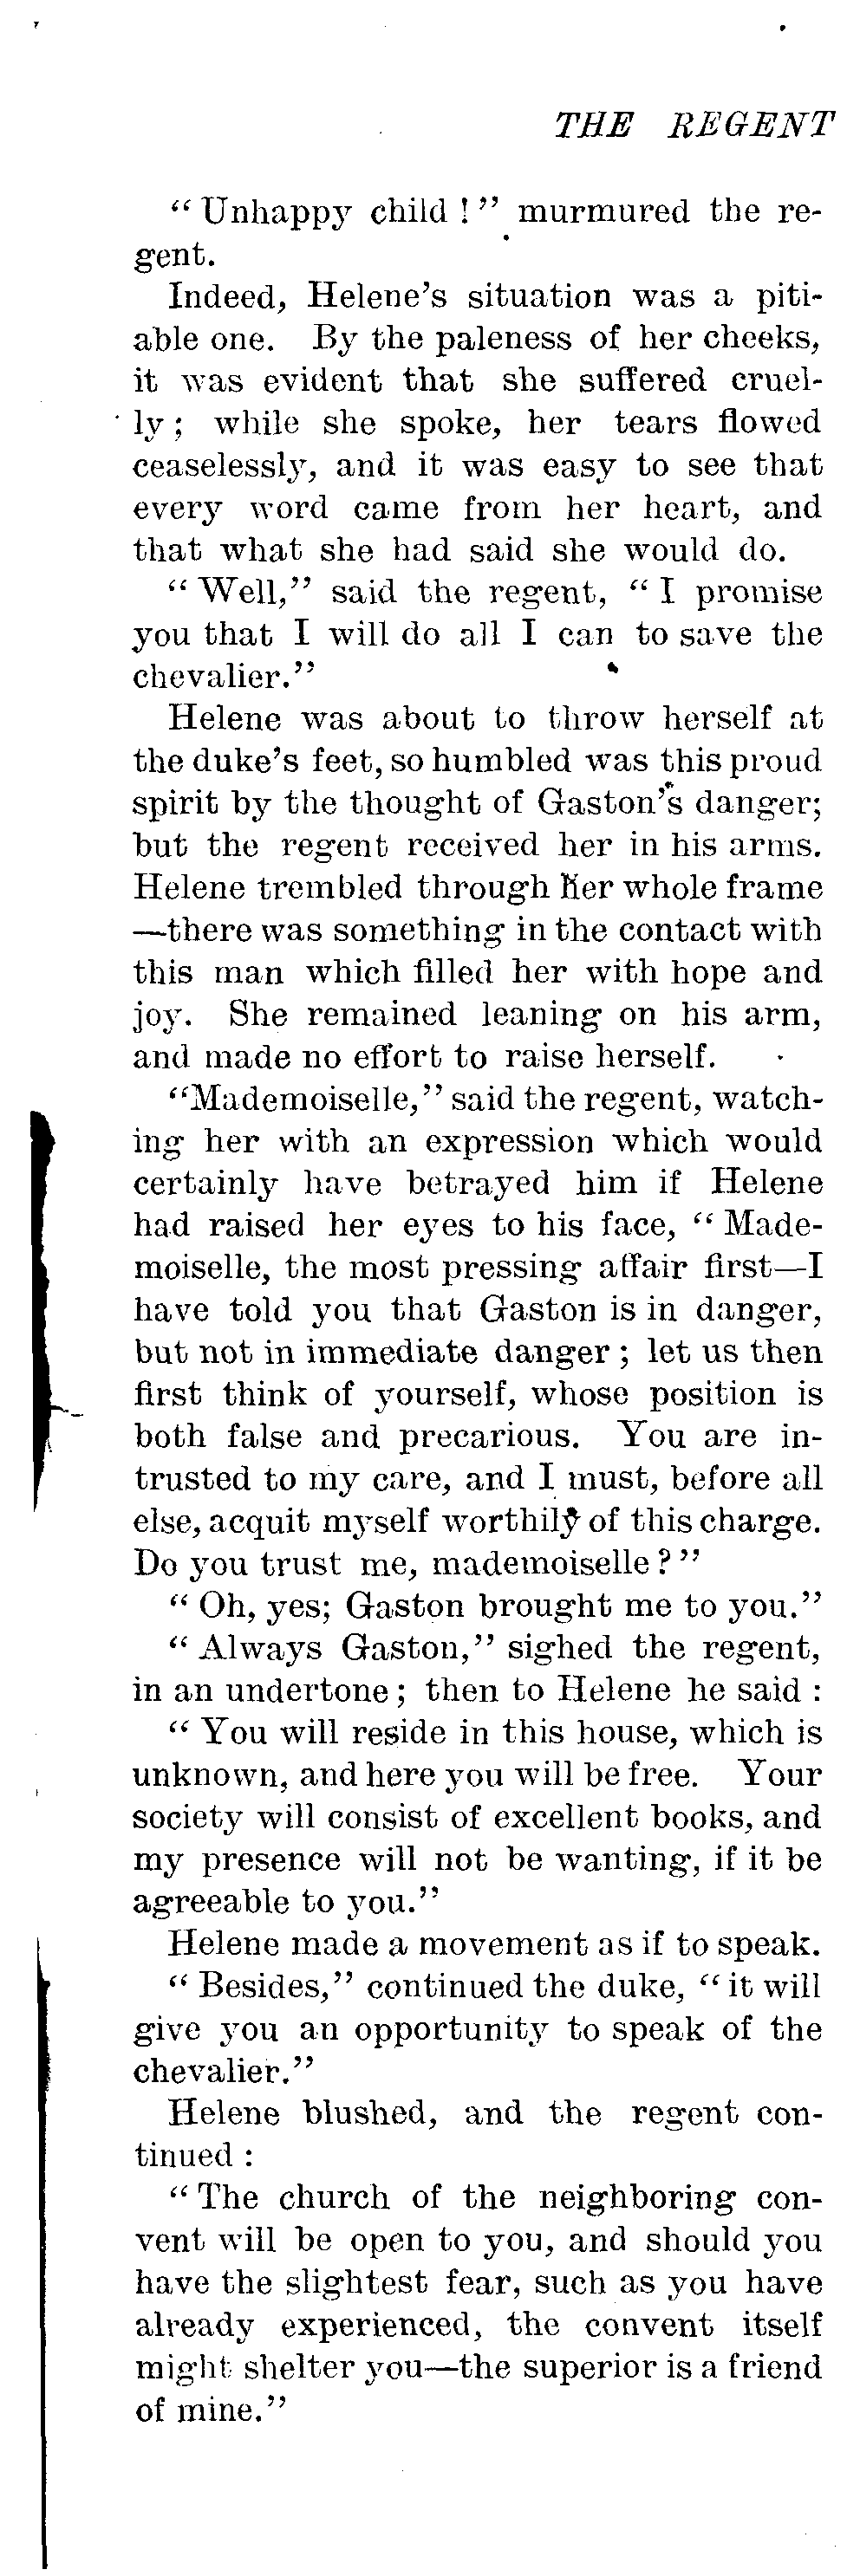 THE REGENT
" Unhappy child ! " murmured the re-
gent.
Indeed, Helene's situation was a piti-
able one. By the paleness of her cheeks,
it was evident that she suffered cruel-
ly ; while she spoke, her tears flowed
ceaselessly, and it was easy to see that
every word came from her heart, and
that what she had said she would do.
" Well," said the regent, " I promise
you that I will do all I can to save the
chevalier."
Helene was about to throw herself at
the duke's feet, so humbled was this proud
spirit by the thought of Gaston's danger;
but the regent received her in his arms.
Helene trembled through her whole frame
—there was something in the contact with
this man which filled her with hope and
joy. She remained leaning on his arm,
and made no effort to raise herself.
"Mademoiselle," said the regent, watch-
ing her with an expression which would
certainly have betrayed him if Helene
had raised her eyes to his face, " Made-
moiselle, the most pressing affair first—I
have told you that Gaston is in danger,
but not in immediate danger ; let us then
first think of yourself, whose position is
both false and precarious. You are in-
trusted to my care, and I must, before all
else, acquit myself worthily of this charge.
Do you trust me, mademoiselle ? "
" Oh, yes; Gaston brought me to you."
" Always Gaston," sighed the regent,
in an undertone ; then to Helene he said :
" You will reside in this house, which is
unknown, and here you will be free. Your
society will consist of excellent books, and
my presence will not be wanting, if it be
agreeable to you."
Helene made a movement as if to speak.
" Besides," continued the duke, " it will
give you an opportunity to speak of the
chevalier."
Helene blushed, and the regent con-
tinued :
" The church of the neighboring con-
vent will be open to you, and should you
have the slightest fear, such as you have
already experienced, the convent itself
might shelter you—the superior is a friend
of mine."